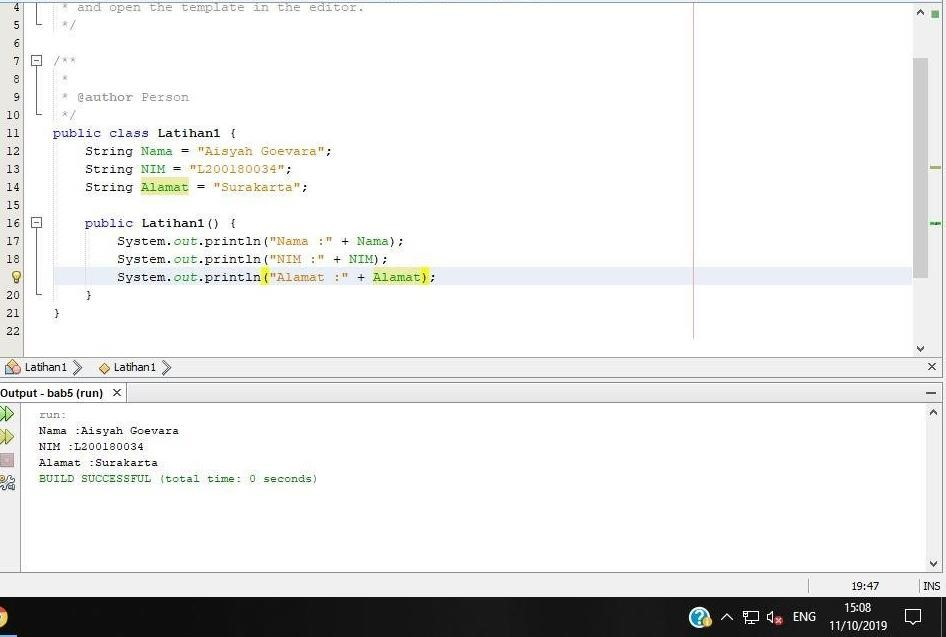 4 * and open the template in the editor.
5 */
6
7 /**
8 *
9 * @author Person
10 */
11 public class Latihan1 {
12 String Nama = "Aisyah Goevara";
13 String NIM = "L200180034";
14 String Alamat = "Surakarta";
15
16 public Latihan1() {
17 System.out.println("Nama :" + Nama);
18 System.out.println("NIM :" + NIM);
System.out.println("Alamat :" + Alamat);
20 }
21 }
22
Latihan1 Latihan1
Output - bab5 (run)
run:
Nama :Aisyah Goevara
NIM :L200180034
Alamat :Surakarta
BUILD SUCCESSFUL (total time: 0 seconds)
19:47 INS
ENG 15:08
11/10/2019